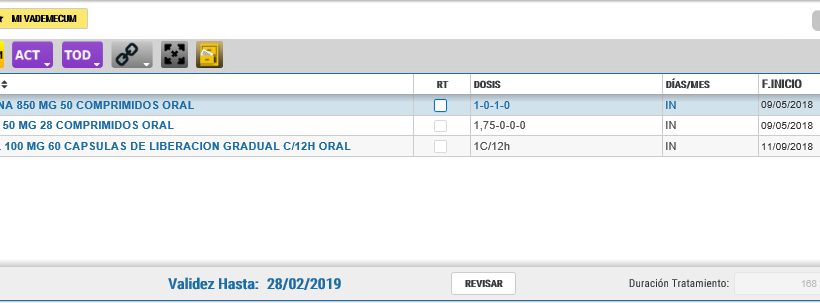 MI VADEMECUM
ACT TOD
RT DOSIS DÍAS/MES F.INICIO
NA 850 MG 50 COMPRIMIDOS ORAL 1-0-1-0 IN 09/05/2018
50 MG 28 COMPRIMIDOS ORAL 1,75-0-0-0 IN 09/05/2018
100 MG 60 CAPSULAS DE LIBERACION GRADUAL C/12H ORAL 1C/12h IN 11/09/2018
Validez Hasta: 28/02/2019 REVISAR Duración Tratamiento: 168